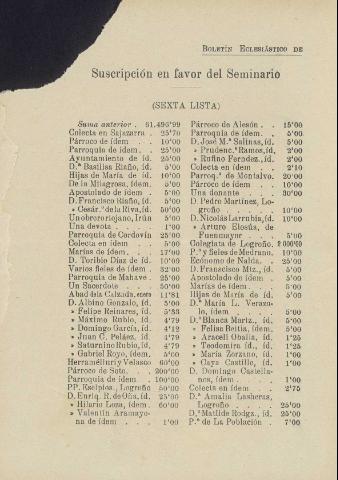 BOLETÍN ECLESIÁSTICO DE
Suscripción en favor del Seminario
(SEXTA LISTA)
Suma anterior . 61.496'99
Colecta en Sajazarra . 25'70
Párroco de ídem . . 10'00
Parroquia de ídem . . 25'00
Ayuntamiento de íd. 25'00
D.ª Basilias Riaño, íd. 5'00
Hijas de María de íd. 10'00
De la Milagrosa, ídem. 5'00
Apostolado de ídem . 5'00
D. Francisco Riaño, íd. 5'00
» Cesár.º de la Riva, íd. 50'00
Un obrero riojano, Irún 5'00
Una devota . . 1'00
Parroquia de Cordovín 25'00
Colecta en ídem . . 5'00
Marías de ídem . . 17'00
D. Toribio Díaz de íd. 10'00
Varios fieles de ídem . 32'00
Parroquia de Mahave . 25'00
Un Sacerdote . . 50'00
Abad de la Calzada, 11'81
D. Albino Gonzalo, íd. 5'00
» Felipe Reinares, íd. 5'33
» Máximo Rubio, íd. 4'79
» Domingo García, íd. 4'12
» Juan C. Peláez, íd. 4'79
» Saturnino Rubio, íd. 4'79
» Gabriel Royo, ídem. 5'00
Herramelluri y Velasco 60'00
Párroco de Soto. . 200'00
Parroquia de ídem . 100'00
PP. Escolpios, Logroño 50'00
D. Enriq. R. de Oña, íd. 25'00
» Hilario Loza, ídem . 60'00
» Valentín Aramayo-
na de ídem . . . 1'00
Párroco de Alesón . . 15'00
Parroquia de ídem . . 5'00
D. José M.ª Salinas, íd. 5'00
» Prudenc.º Ramos, íd. 2'00
» Rufino Ferndez., íd. 2'00
Colecta en ídem . . 2'10
Parroq.ª de Montalvo. 20'00
Párroco de ídem . . 10'00
Una donante . . 30'00
D. Pedro Martínez, Lo-
groño . . . 10'00
D. Nicolás Larrubia, íd. 10'00
» Arturo Elosúa, de
Fuenmayor . . 5'00
Colegiata de Logroño. 2.000'00
P.º y Seles de Medrano. 10'00
Ecónomo de Nalda. . 25'00
D. Francisco Miz., íd. 5'00
Apostolado de ídem . 5'00
Marías de ídem . . 5'00
Hijas de María de íd. 5'00
D.ª María L. Verazo-
lo, ídem . . . 5'00
D.ª Blanca Mariz., íd. 5'00
» Felisa Beitia, ídem. 5'00
» Araceli Obalía, íd. 1'25
» Teodomira íd., íd. 1'25
» María Zorzano, íd. 1'00
» Caya Castillo, íd. 1'00
D. Domingo Castella-
nos, ídem . . . 1'00
Colecta en ídem . . 2'75
D.ª Amalia Lasheras,
Logroño . . . 25'00
D.ª Matilde Rodgz., íd. 25'00
P.º de La Población . 7'00